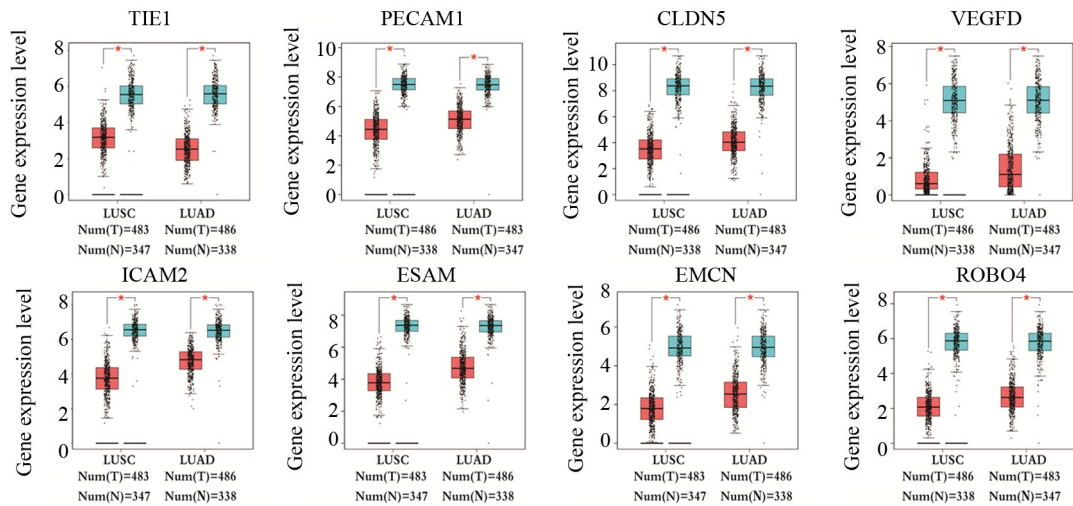 TIE1 PECAM1 CLDN5 VEGFD
Gene expression level
8
6
4
2
0
*
*
LUSC LUAD
Num(T)=483 Num(T)=486
Num(N)=347 Num(N)=338
Gene expression level
10
8
6
4
2
0
*
*
LUSC LUAD
Num(T)=486 Num(T)=483
Num(N)=338 Num(N)=347
Gene expression level
10
8
6
4
2
0
*
*
LUSC LUAD
Num(T)=486 Num(T)=483
Num(N)=338 Num(N)=347
Gene expression level
8
6
4
2
0
*
*
LUSC LUAD
Num(T)=486 Num(T)=483
Num(N)=338 Num(N)=347
ICAM2 ESAM EMCN ROBO4
Gene expression level
8
6
4
2
0
*
*
LUSC LUAD
Num(T)=483 Num(T)=486
Num(N)=347 Num(N)=338
Gene expression level
8
6
4
2
0
*
*
LUSC LUAD
Num(T)=483 Num(T)=486
Num(N)=347 Num(N)=338
Gene expression level
6
4
2
0
*
*
LUSC LUAD
Num(T)=483 Num(T)=486
Num(N)=347 Num(N)=338
Gene expression level
8
6
4
2
0
*
*
LUSC LUAD
Num(T)=486 Num(T)=483
Num(N)=338 Num(N)=347